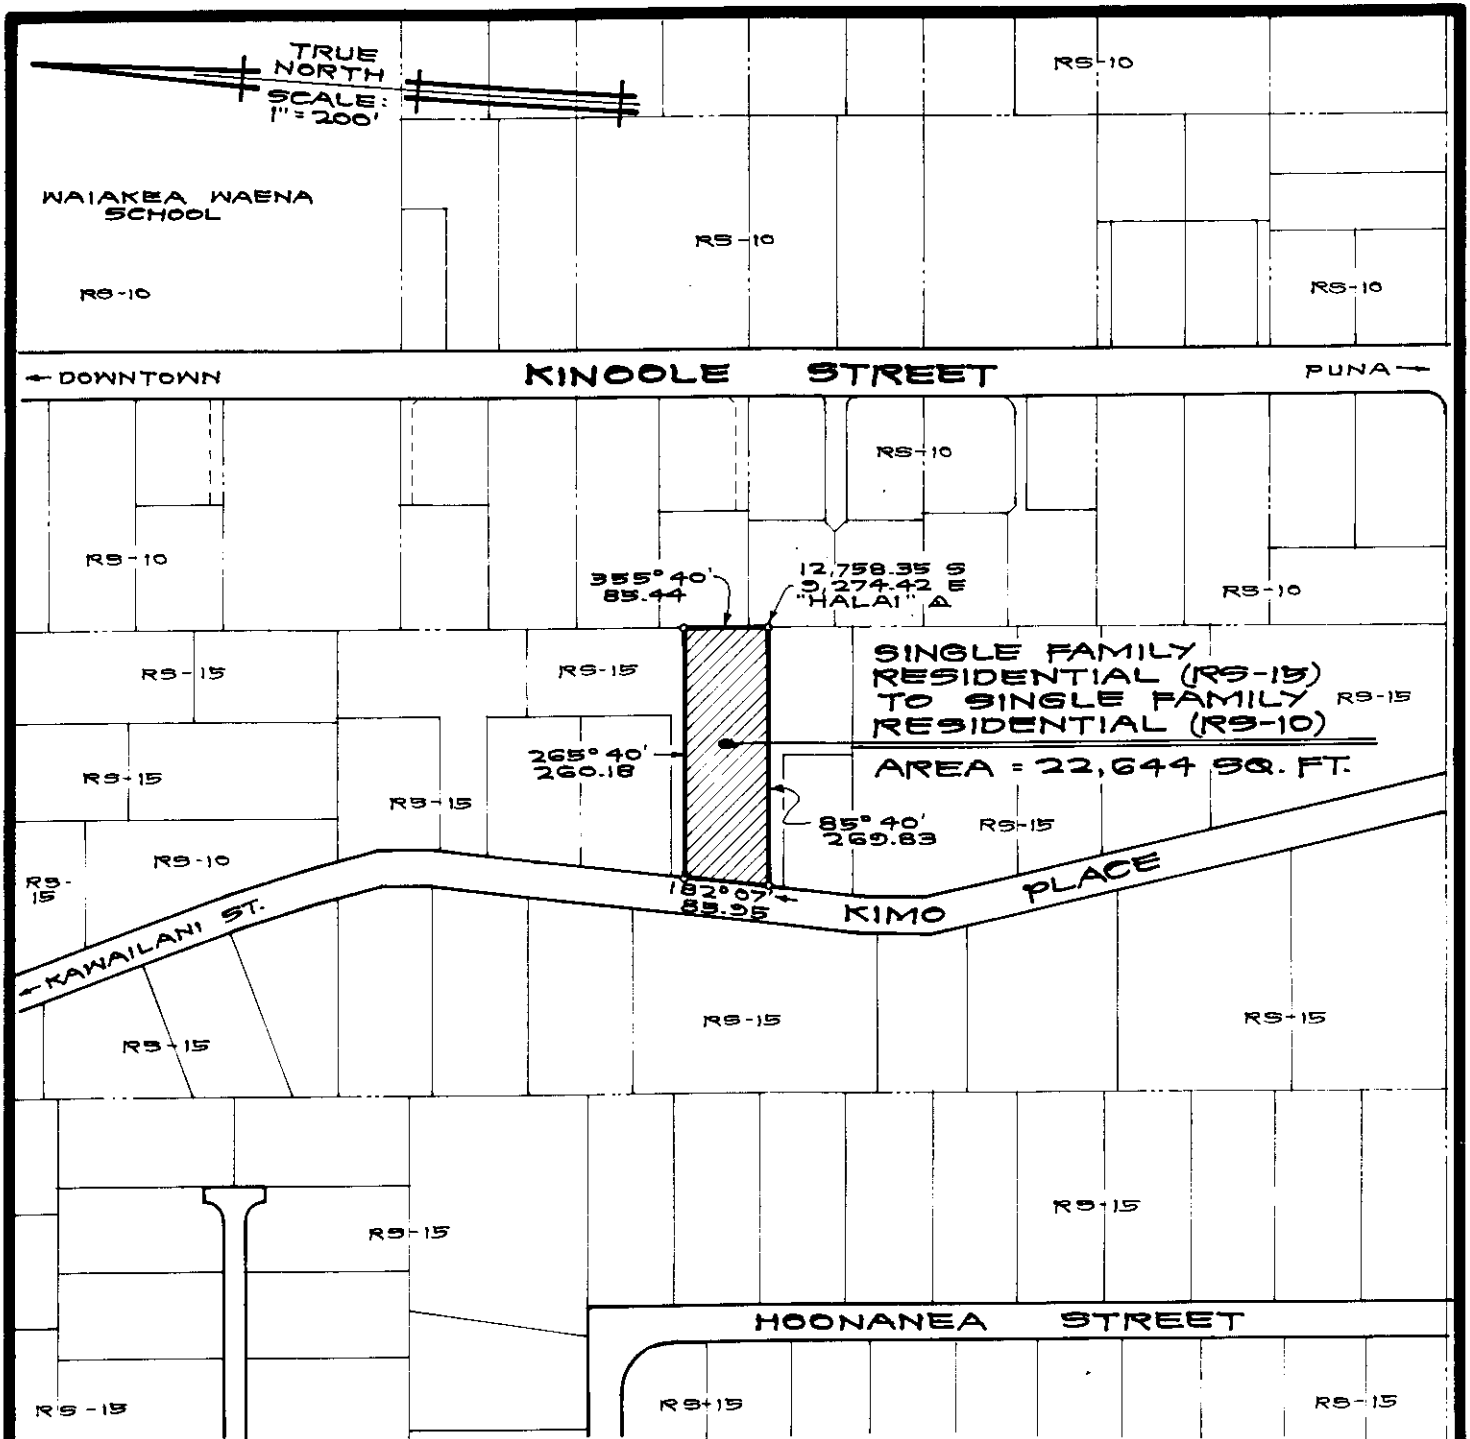 TRUE
NORTH
SCALE:
1" = 200'
RS-10
WAIAKEA WAENA
SCHOOL
RS-10
RS-10
RS-10
← DOWNTOWN
KINOOLE STREET
PUNA →
RS-10
RS-10
355° 40'
85.44
12,758.35 S
9,274.42 E
"HALAI" △
RS-10
RS-15
RS-15
SINGLE FAMILY
RESIDENTIAL (RS-15)
TO SINGLE FAMILY
RESIDENTIAL (RS-10)
RS-15
AREA = 22,644 SQ. FT.
265° 40'
260.18
RS-15
RS-15
85° 40'
269.83
RS-15
RS-10
RS-
15
182° 07'
85.95
KIMO PLACE
← KAWAILANI ST.
RS-15
RS-15
RS-15
RS-15
RS-15
HOONANEA STREET
RS-15
RS-15
RS-15